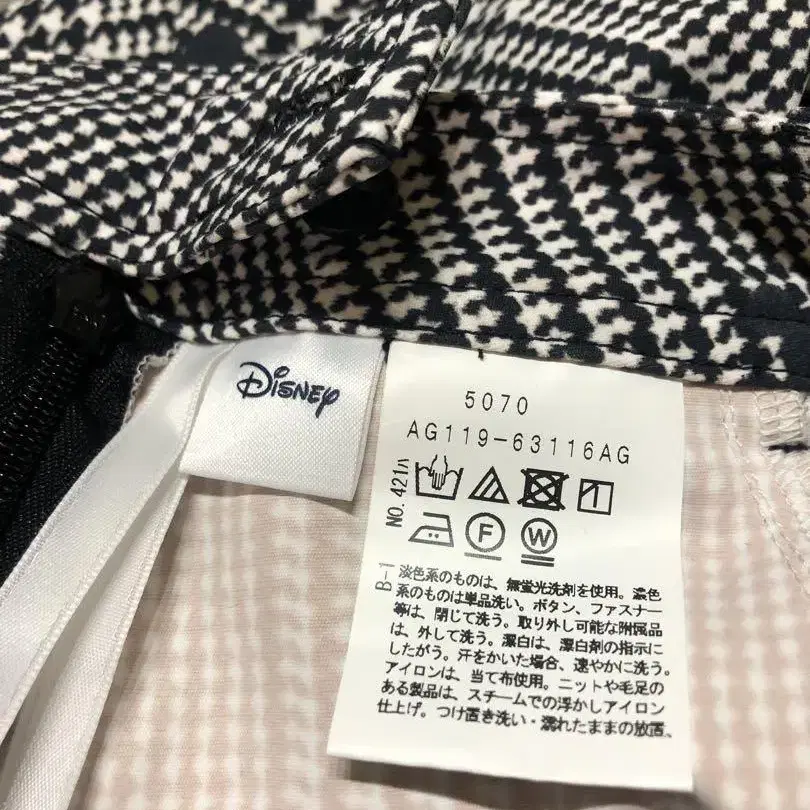 Disney
5070
AG119-63116AG
NO.421ハ
F W
B-1
淡色系のものは、無蛍光洗剤を使用。濃色
系のものは単品洗い。ボタン、ファスナー
等は、閉じて洗う。取り外し可能な附属品
は、外して洗う。漂白は、漂白剤の指示に
したがう。汗をかいた場合、速やかに洗う。
アイロンは、当て布使用。ニットや毛足の
ある製品は、スチームでの浮かしアイロン
仕上げ。つけ置き洗い・濡れたままの放置、